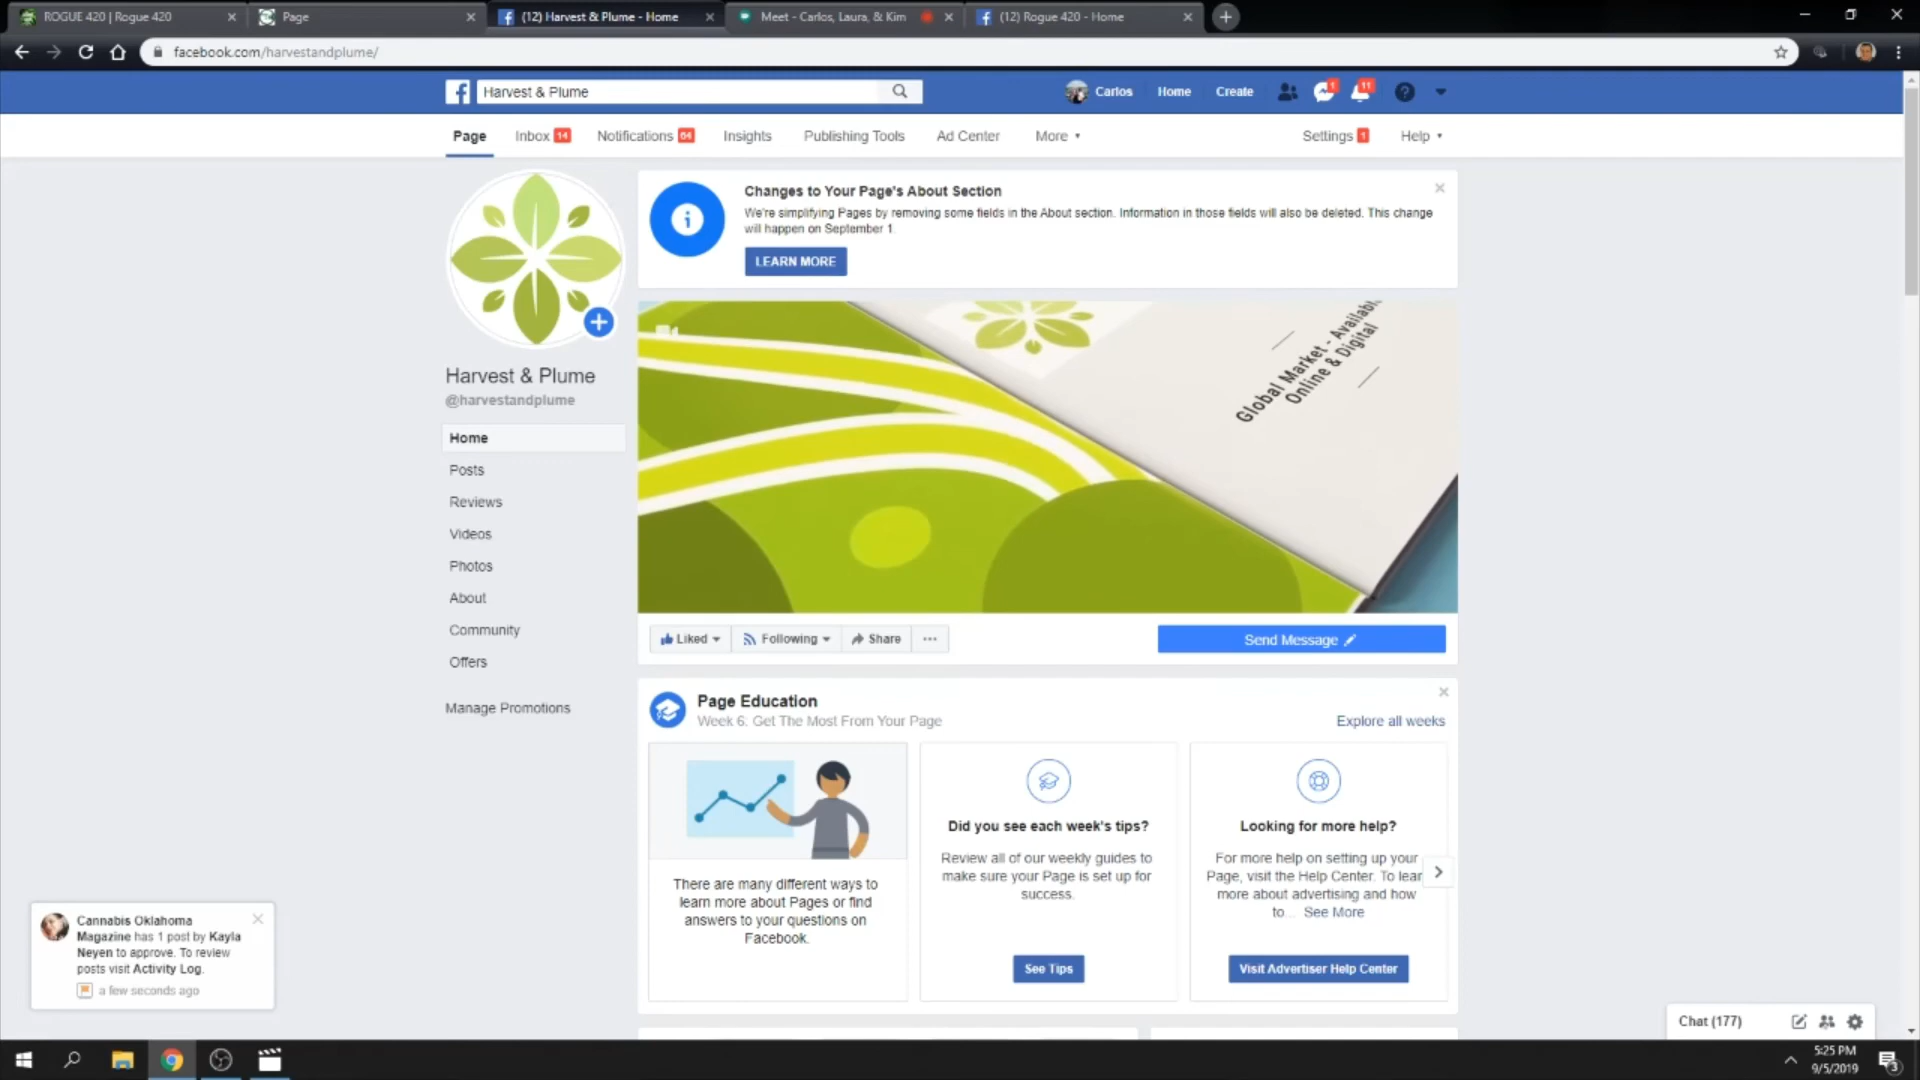 ROGUE 420 | Rogue 420
Page
(12) Harvest & Plume - Home
Meet - Carlos, Laura, & Kim
(12) Rogue 420 - Home
facebook.com/harvestandplume/
Harvest & Plume
Carlos
Home
Create
1
11
Page
Inbox 14
Notifications 64
Insights
Publishing Tools
Ad Center
More
Settings 1
Help
Changes to Your Page's About Section
We're simplifying Pages by removing some fields in the About section. Information in those fields will also be deleted. This change
will happen on September 1
LEARN MORE
Global Market - Available
Online & Digital
Harvest & Plume
@harvestandplume
Home
Posts
Reviews
Videos
Photos
About
Community
Offers
Manage Promotions
Liked
Following
Share
Send Message
Page Education
Week 6. Get The Most From Your Page
Explore all weeks
There are many different ways to
learn more about Pages or find
answers to your questions on
Facebook.
Did you see each week's tips?
Review all of our weekly guides to
make sure your Page is set up for
success.
See Tips
Looking for more help?
For more help on setting up your
Page, visit the Help Center. To lear
more about advertising and how
to... See More
Visit Advertiser Help Center
Cannabis Oklahoma
Magazine has 1 post by Kayla
Neyen to approve. To review
posts visit Activity Log.
a few seconds ago
Chat (177)
5:25 PM
9/5/2019
3